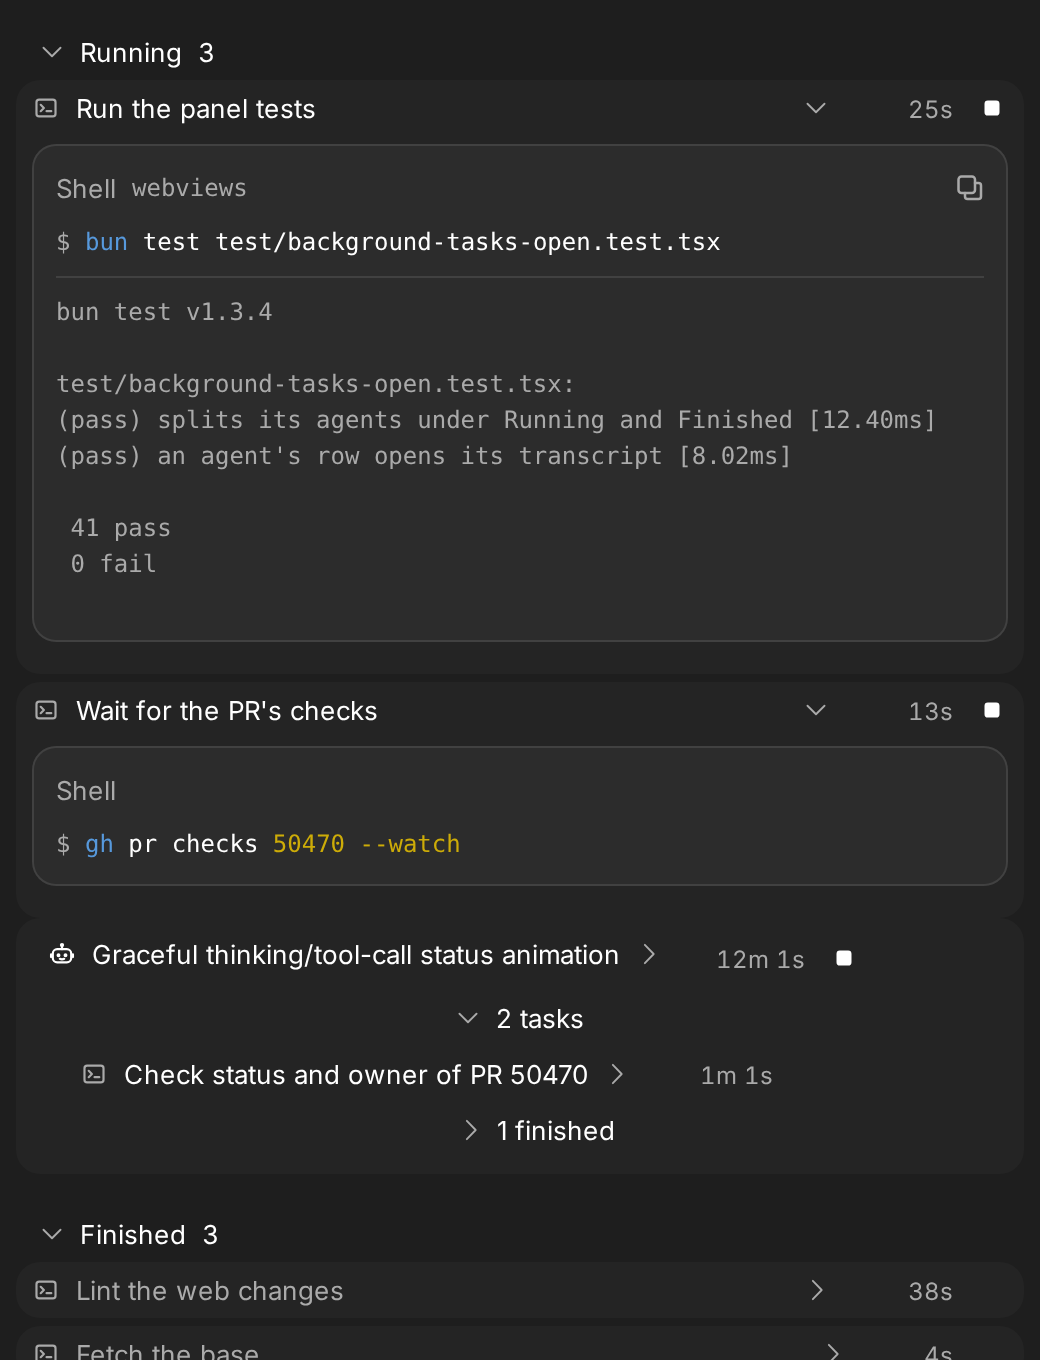 Running 3
Run the panel tests 25s
Shell webviews
$ bun test test/background-tasks-open.test.tsx
bun test v1.3.4
test/background-tasks-open.test.tsx:
(pass) splits its agents under Running and Finished [12.40ms]
(pass) an agent's row opens its transcript [8.02ms]
41 pass
0 fail
Wait for the PR's checks 13s
Shell
$ gh pr checks 50470 --watch
Graceful thinking/tool-call status animation 12m 1s
2 tasks
Check status and owner of PR 50470 1m 1s
1 finished
Finished 3
Lint the web changes 38s
Fetch the base 4s